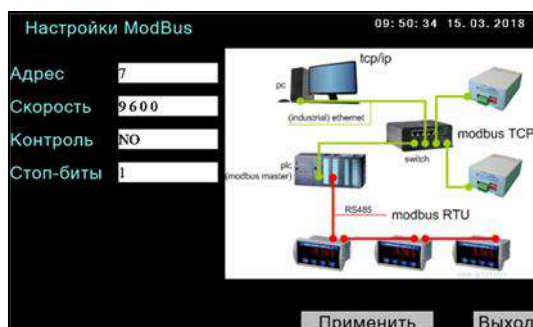 Настройки ModBus
09:50:34 15.03.2018
Адрес 7
Скорость 9600
Контроль NO
Стоп-биты 1
tcp/ip
pc
(industrial) ethernet
modbus TCP
switch
plc
(modbus master)
RS485
modbus RTU
Применить
Выход